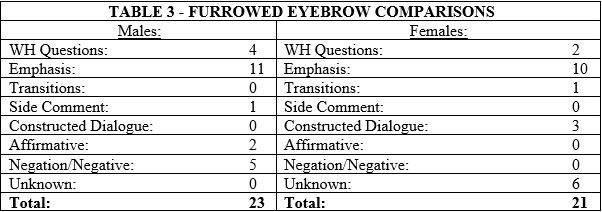 TABLE 3 - FURROWED EYEBROW COMPARISONS
Males: Females:
WH Questions: 4 WH Questions: 2
Emphasis: 11 Emphasis: 10
Transitions: 0 Transitions: 1
Side Comment: 1 Side Comment: 0
Constructed Dialogue: 0 Constructed Dialogue: 3
Affirmative: 2 Affirmative: 0
Negation/Negative: 5 Negation/Negative: 0
Unknown: 0 Unknown: 6
Total: 23 Total: 21